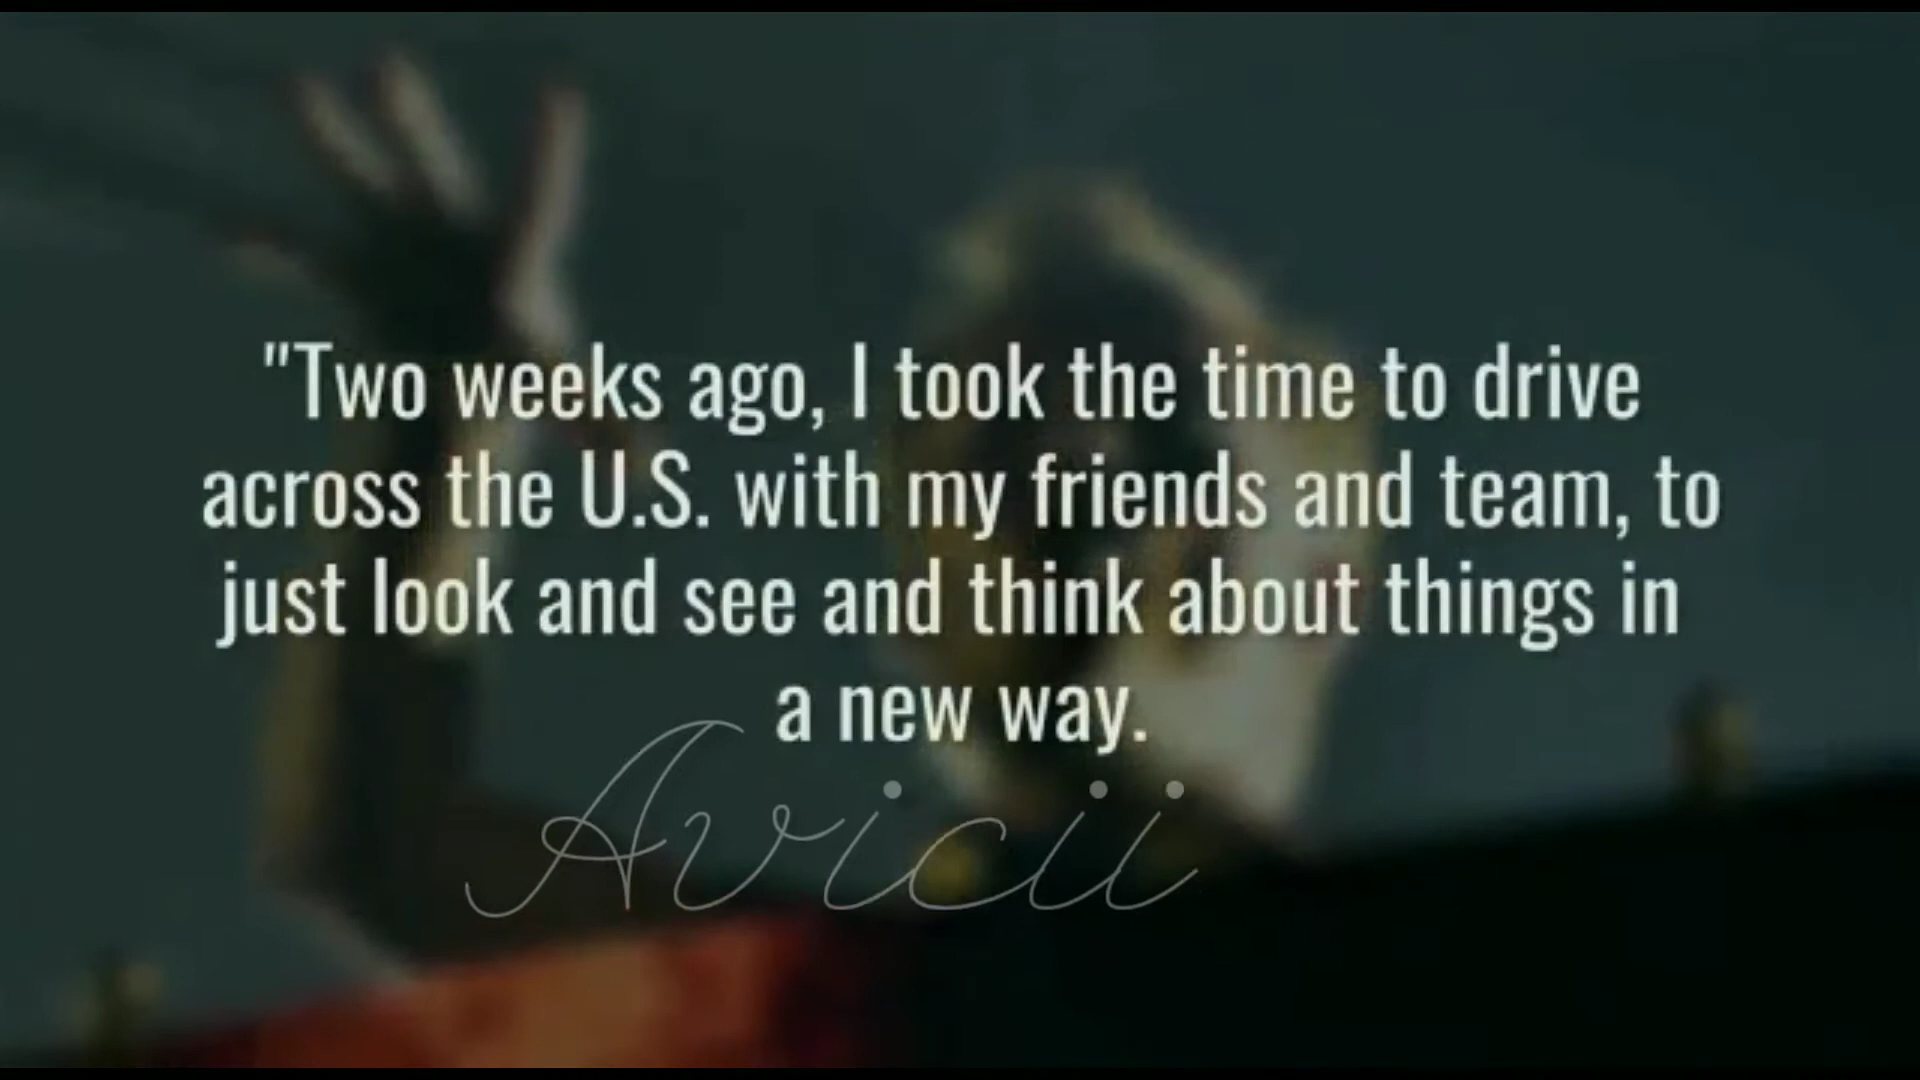 "Two weeks ago, I took the time to drive
across the U.S. with my friends and team, to
just look and see and think about things in
a new way.
Avicii